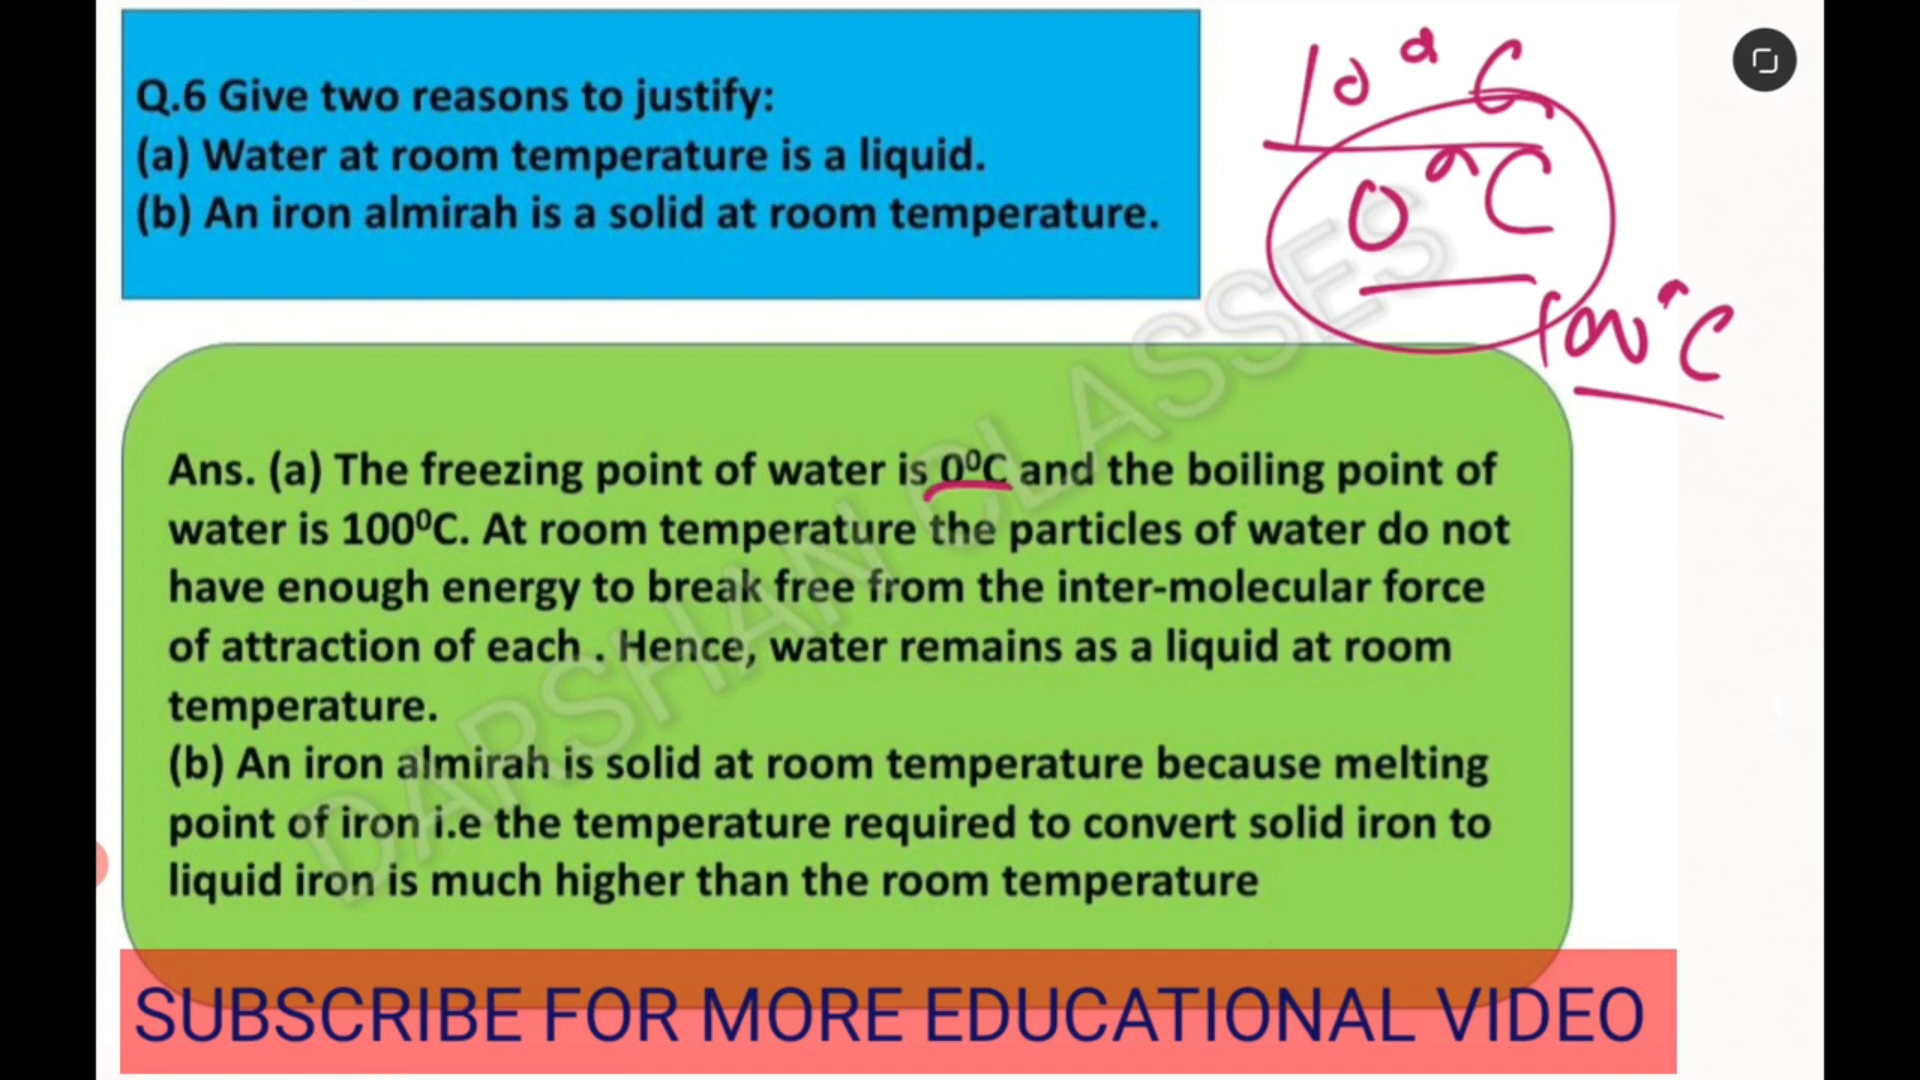 Q.6 Give two reasons to justify:
(a) Water at room temperature is a liquid.
(b) An iron almirah is a solid at room temperature.
10°C
0°C
100°C
Ans. (a) The freezing point of water is 0⁰C and the boiling point of
water is 100⁰C. At room temperature the particles of water do not
have enough energy to break free from the inter-molecular force
of attraction of each . Hence, water remains as a liquid at room
temperature.
(b) An iron almirah is solid at room temperature because melting
point of iron i.e the temperature required to convert solid iron to
liquid iron is much higher than the room temperature
DARSHAN CLASSES
SUBSCRIBE FOR MORE EDUCATIONAL VIDEO